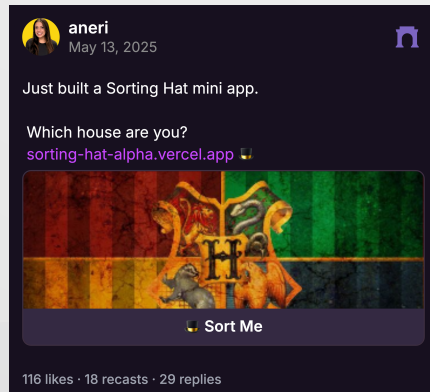 aneri
May 13, 2025
Just built a Sorting Hat mini app.
Which house are you?
sorting-hat-alpha.vercel.app 🎩
H
🎩 Sort Me
116 likes · 18 recasts · 29 replies